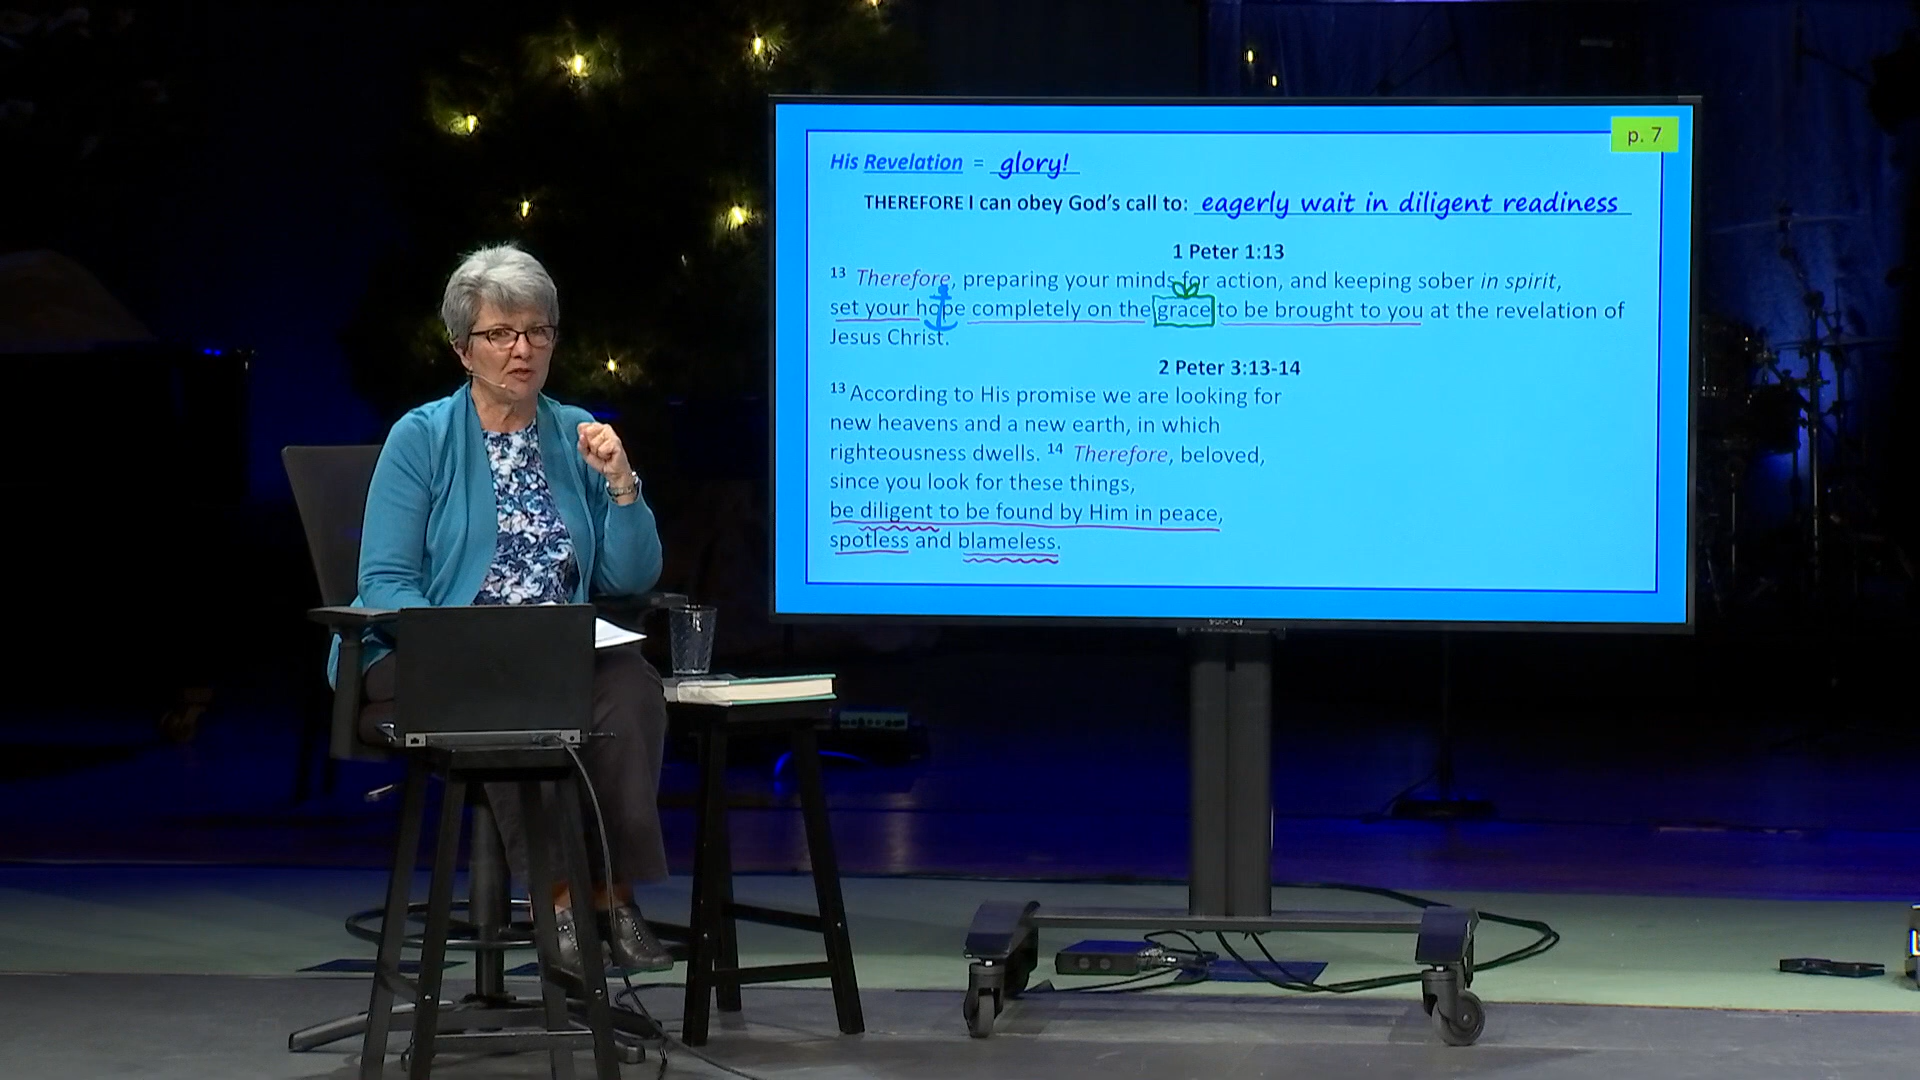 p. 7
His Revelation = glory!
THEREFORE I can obey God's call to: eagerly wait in diligent readiness
1 Peter 1:13
13 Therefore, preparing your minds for action, and keeping sober in spirit,
set your hope completely on the grace to be brought to you at the revelation of
Jesus Christ.
2 Peter 3:13-14
13 According to His promise we are looking for
new heavens and a new earth, in which
righteousness dwells. 14 Therefore, beloved,
since you look for these things,
be diligent to be found by Him in peace,
spotless and blameless.